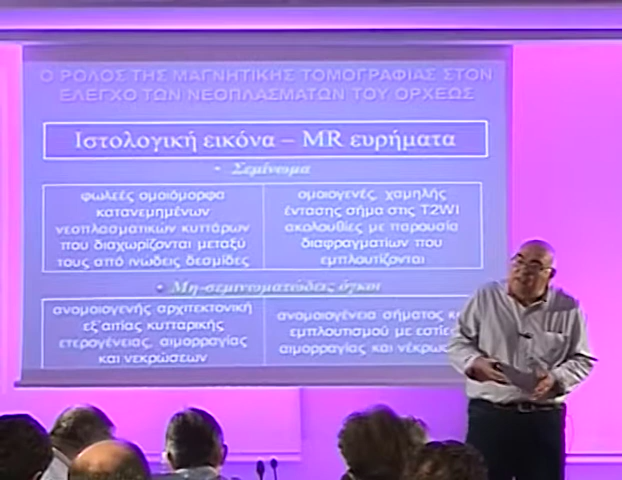 Ο ΡΟΛΟΣ ΤΗΣ ΜΑΓΝΗΤΙΚΗΣ ΤΟΜΟΓΡΑΦΙΑΣ ΣΤΟΝ
ΕΛΕΓΧΟ ΤΩΝ ΝΕΟΠΛΑΣΜΑΤΩΝ ΤΟΥ ΟΡΧΕΩΣ
Ιστολογική εικόνα – MR ευρήματα
• Σεμίνωμα
φωλεές ομοιόμορφα
κατανεμημένων
νεοπλασματικών κυττάρων
που διαχωρίζονται μεταξύ
τους από ινώδεις δεσμίδες
ομοιογενές, χαμηλής
έντασης σήμα στις T2WI
ακολουθίες με παρουσία
διαφραγματίων που
εμπλουτίζονται
• Μη-σεμινωματώδεις όγκοι
ανομοιογενής αρχιτεκτονική
εξ΄αιτίας κυτταρικής
ετερογένειας, αιμορραγίας
και νεκρώσεων
ανομοιογένεια σήματος
εμπλουτισμού με εστίες
αιμορραγίας και